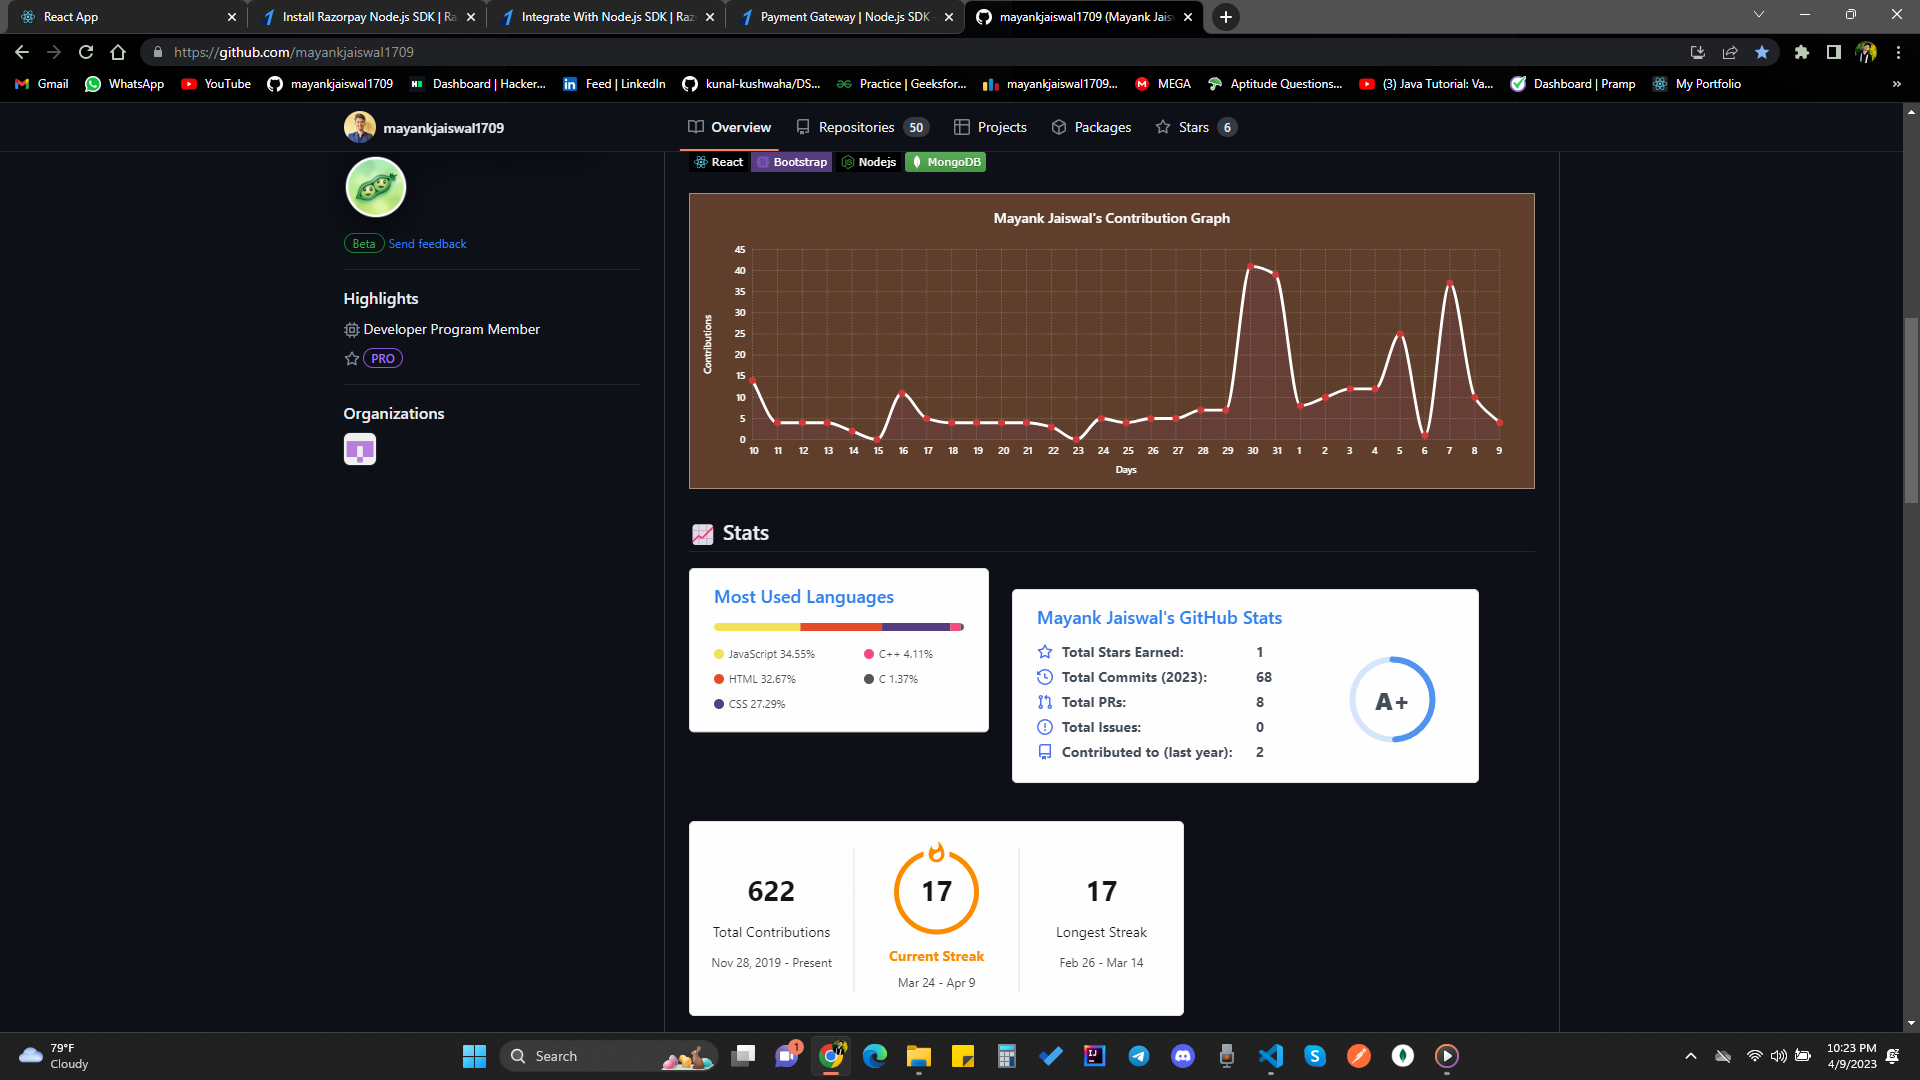 React App
Install Razorpay Node.js SDK | Ra
Integrate With Node.js SDK | Raz
Payment Gateway | Node.js SDK
mayankjaiswal1709 (Mayank Jais
https://github.com/mayankjaiswal1709
Gmail
WhatsApp
YouTube
mayankjaiswal1709
Dashboard | Hacker...
Feed | LinkedIn
kunal-kushwaha/DS...
Practice | Geeksfor...
mayankjaiswal1709...
MEGA
Aptitude Questions...
(3) Java Tutorial: Va...
Dashboard | Pramp
My Portfolio
mayankjaiswal1709
Overview
Repositories 50
Projects
Packages
Stars 6
React
Bootstrap
Nodejs
MongoDB
Beta Send feedback
Highlights
Developer Program Member
PRO
Organizations
Mayank Jaiswal's Contribution Graph
Contributions
45
40
35
30
25
20
15
10
5
0
10 11 12 13 14 15 16 17 18 19 20 21 22 23 24 25 26 27 28 29 30 31 1 2 3 4 5 6 7 8 9
Days
Stats
Most Used Languages
JavaScript 34.55%
C++ 4.11%
HTML 32.67%
C 1.37%
CSS 27.29%
Mayank Jaiswal's GitHub Stats
Total Stars Earned: 1
Total Commits (2023): 68
Total PRs: 8
Total Issues: 0
Contributed to (last year): 2
A+
622
Total Contributions
Nov 28, 2019 - Present
17
Current Streak
Mar 24 - Apr 9
17
Longest Streak
Feb 26 - Mar 14
79°F
Cloudy
Search
1
10:23 PM
4/9/2023